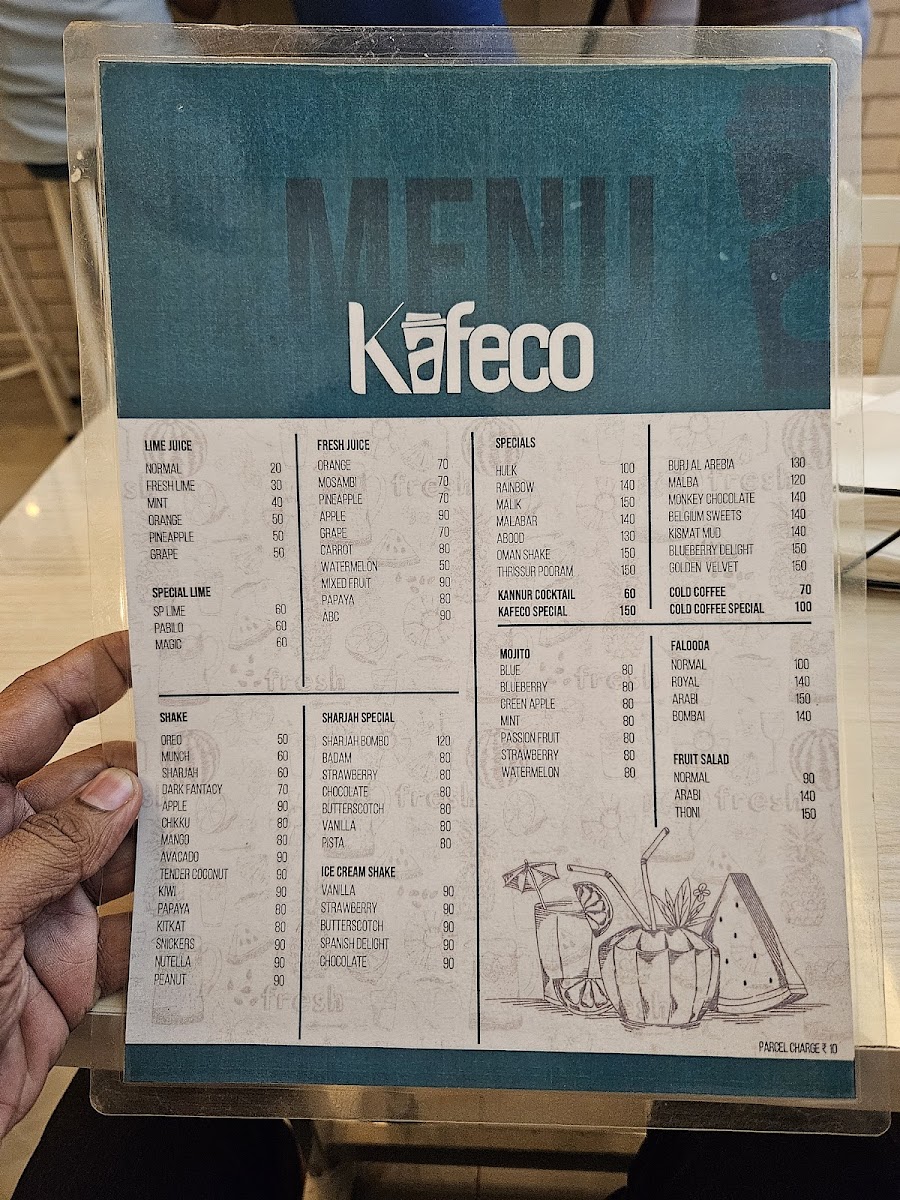 MENU
Kafeco
LIME JUICE
NORMAL 20
FRESH LIME 30
MINT 40
ORANGE 50
PINEAPPLE 50
GRAPE 50
SPECIAL LIME
SP LIME 60
PABILO 60
MAGIC 60
FRESH JUICE
ORANGE 70
MOSAMBI 70
PINEAPPLE 70
APPLE 90
GRAPE 70
CARROT 80
WATERMELON 50
MIXED FRUIT 90
PAPAYA 80
ABC 90
SHAKE
OREO 50
MUNCH 60
SHARJAH 60
DARK FANTACY 70
APPLE 90
CHIKKU 80
MANGO 80
AVACADO 90
TENDER COCONUT 90
KIWI 90
PAPAYA 80
KITKAT 80
SNICKERS 90
NUTELLA 90
PEANUT 90
SHARJAH SPECIAL
SHARJAH BOMBO 120
BADAM 80
STRAWBERRY 80
CHOCOLATE 80
BUTTERSCOTCH 80
VANILLA 80
PISTA 80
ICE CREAM SHAKE
VANILLA 90
STRAWBERRY 90
BUTTERSCOTCH 90
SPANISH DELIGHT 90
CHOCOLATE 90
SPECIALS
HULK 100
RAINBOW 140
MALIK 150
MALABAR 140
ABOOD 130
OMAN SHAKE 150
THRISSUR POORAM 150
KANNUR COCKTAIL 60
KAFECO SPECIAL 150
BURJ AL AREBIA 130
MALBA 120
MONKEY CHOCOLATE 140
BELGIUM SWEETS 140
KISMAT MUD 140
BLUEBERRY DELIGHT 150
GOLDEN VELVET 150
COLD COFFEE 70
COLD COFFEE SPECIAL 100
MOJITO
BLUE 80
BLUEBERRY 80
GREEN APPLE 80
MINT 80
PASSION FRUIT 80
STRAWBERRY 80
WATERMELON 80
FALOODA
NORMAL 100
ROYAL 140
ARABI 150
BOMBAI 140
FRUIT SALAD
NORMAL 90
ARABI 140
THONI 150
fresh
fresh
fresh
fresh
fresh
fresh
PARCEL CHARGE ₹ 10